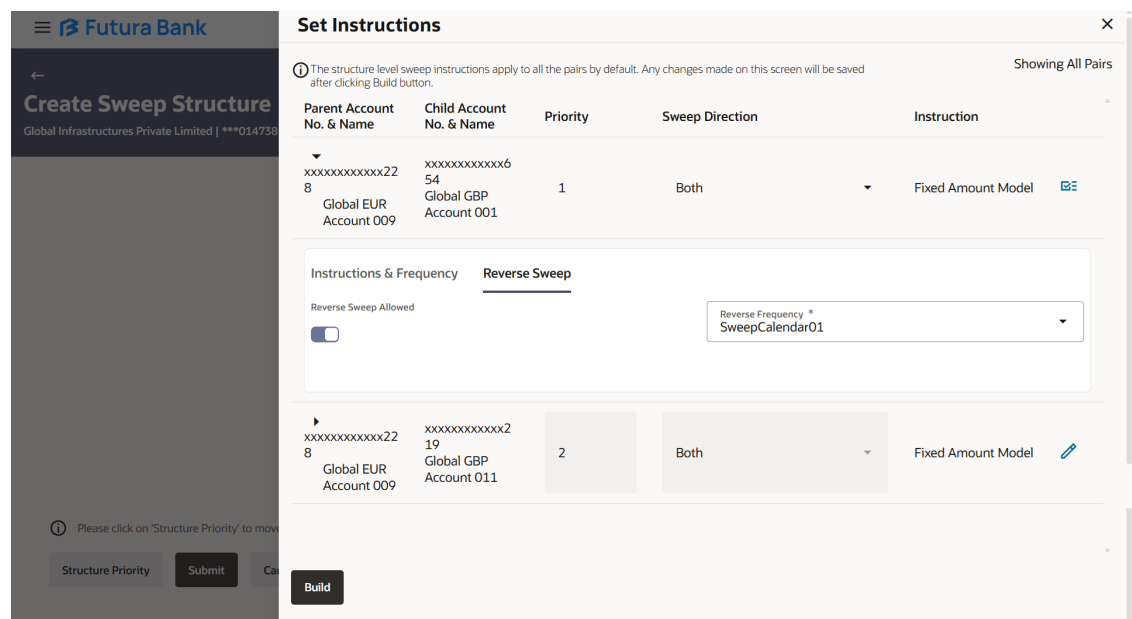 Futura Bank
Create Sweep Structure
Global Infrastructures Private Limited | ***014738
Please click on 'Structure Priority' to move
Structure Priority
Submit
Set Instructions
The structure level sweep instructions apply to all the pairs by default. Any changes made on this screen will be saved
after clicking Build button.
Showing All Pairs
Parent Account
No. & Name
Child Account
No. & Name
Priority
Sweep Direction
Instruction
xxxxxxxxxxxx22
8
Global EUR
Account 009
xxxxxxxxxxxx6
54
Global GBP
Account 001
1
Both
Fixed Amount Model
Instructions & Frequency
Reverse Sweep
Reverse Sweep Allowed
Reverse Frequency *
SweepCalendar01
xxxxxxxxxxxx22
8
Global EUR
Account 009
xxxxxxxxxxxx2
19
Global GBP
Account 011
2
Both
Fixed Amount Model
Build